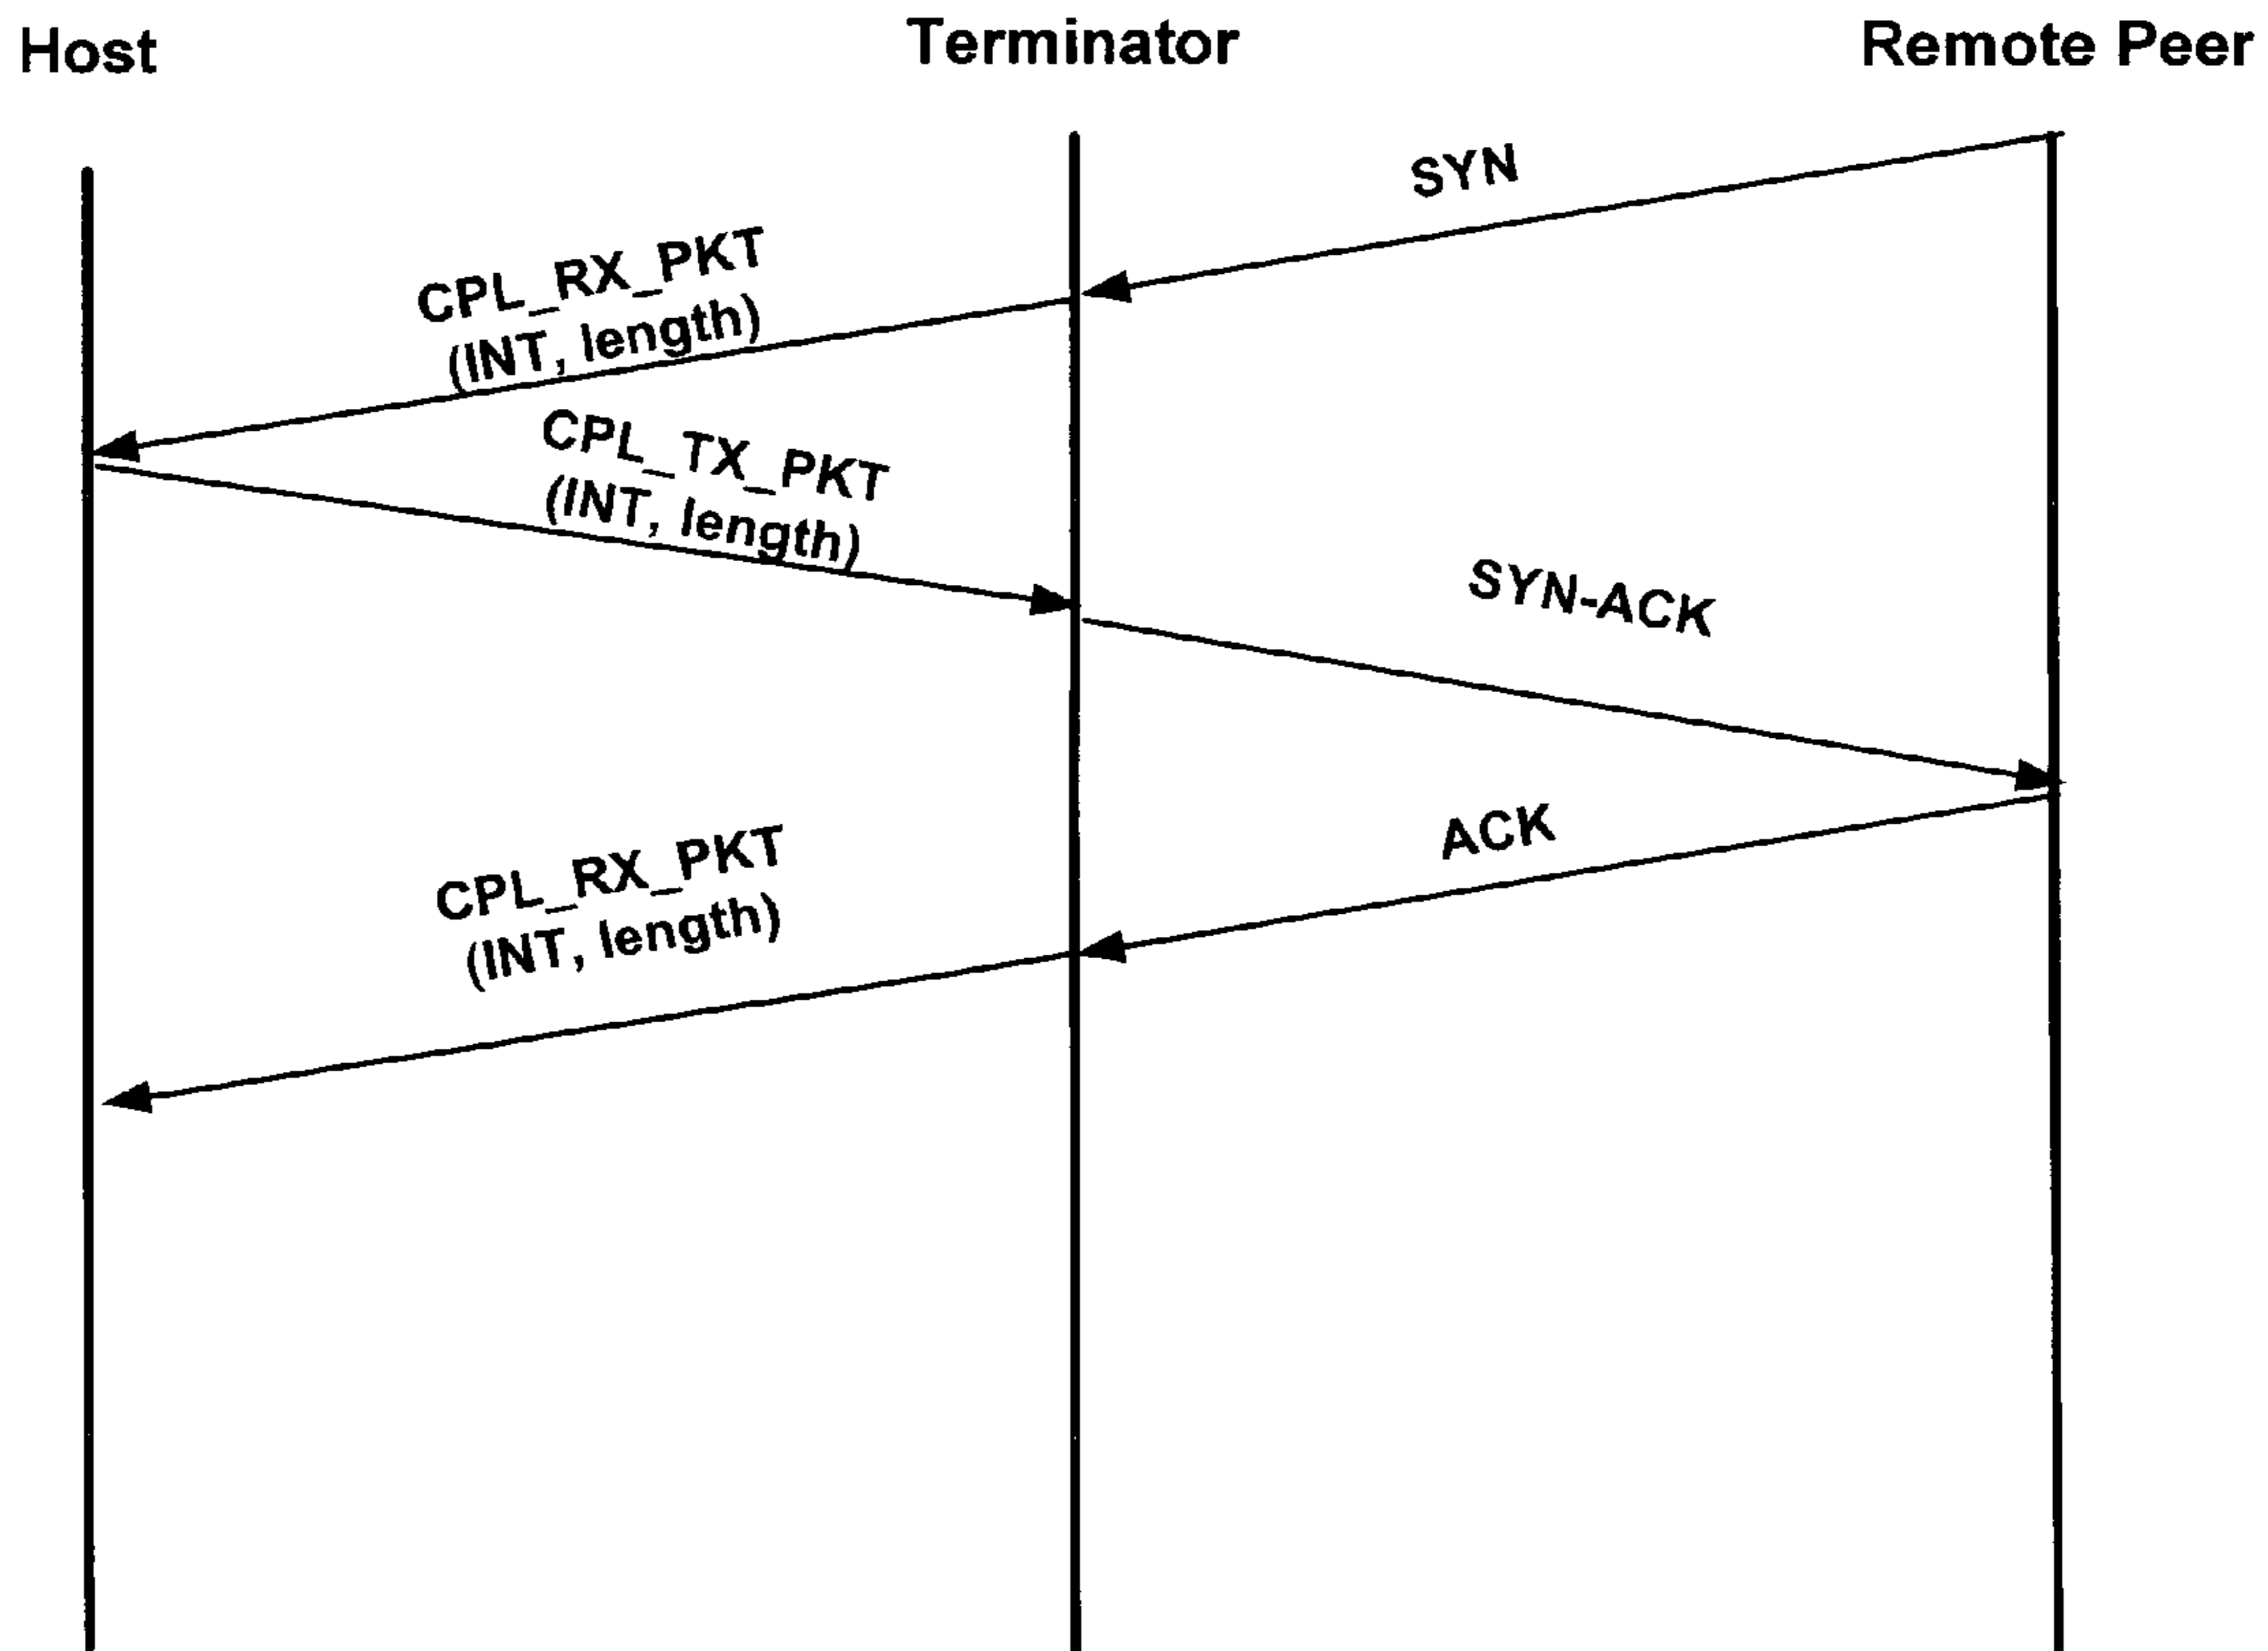 Host
Terminator
Remote Peer
SYN
CPL_RX_PKT
(INT, length)
CPL_TX_PKT
(INT, length)
SYN-ACK
ACK
CPL_RX_PKT
(INT, length)